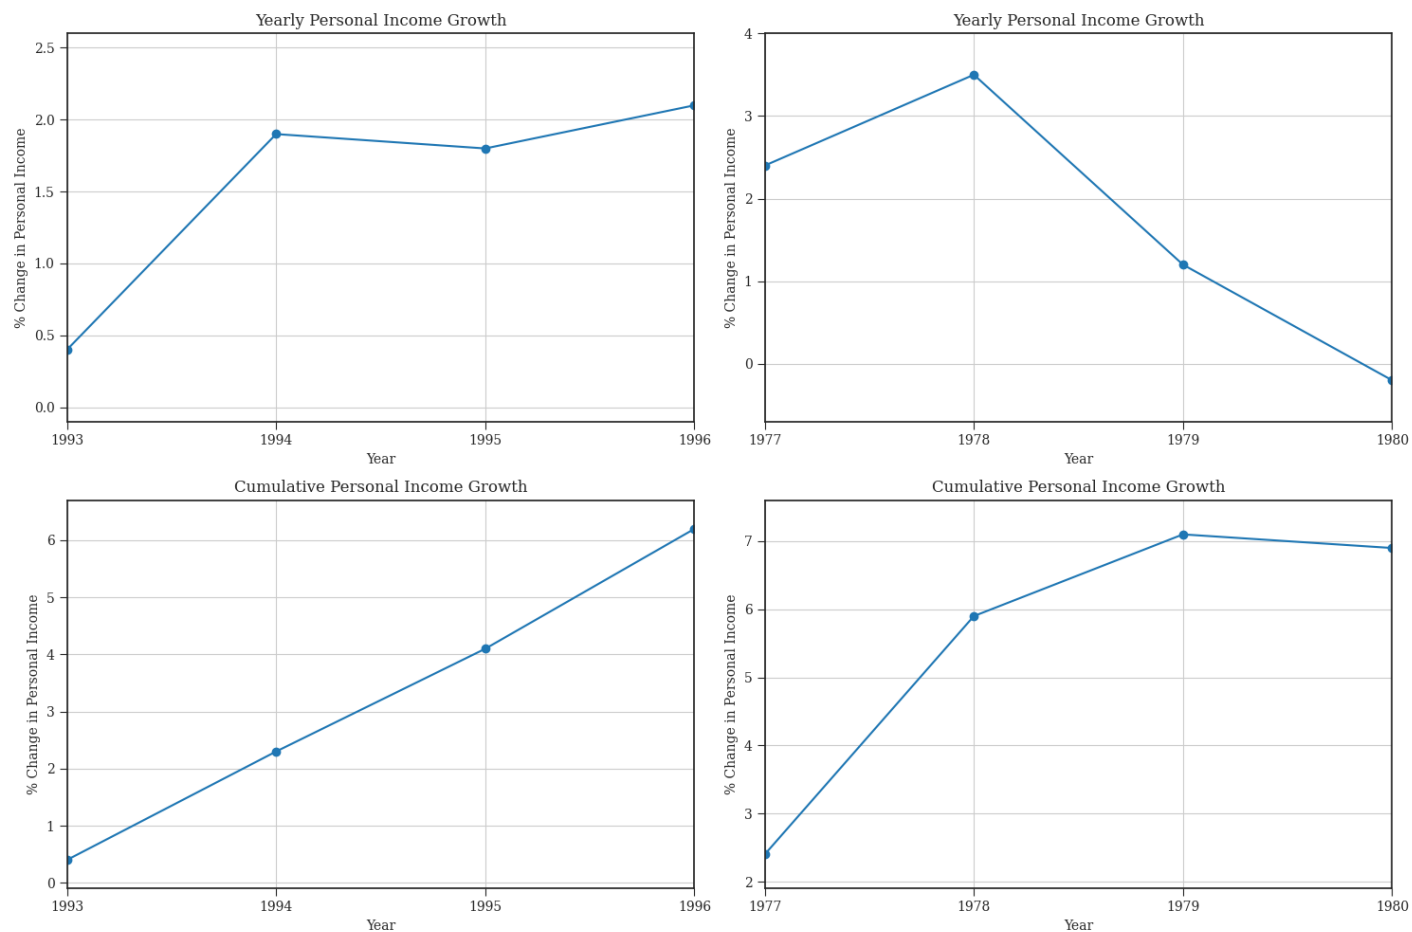 Yearly Personal Income Growth
% Change in Personal Income
2.5
2.0
1.5
1.0
0.5
0.0
1993 1994 1995 1996
Year
Yearly Personal Income Growth
% Change in Personal Income
4
3
2
1
0
1977 1978 1979 1980
Year
Cumulative Personal Income Growth
% Change in Personal Income
6
5
4
3
2
1
0
1993 1994 1995 1996
Year
Cumulative Personal Income Growth
% Change in Personal Income
7
6
5
4
3
2
1977 1978 1979 1980
Year